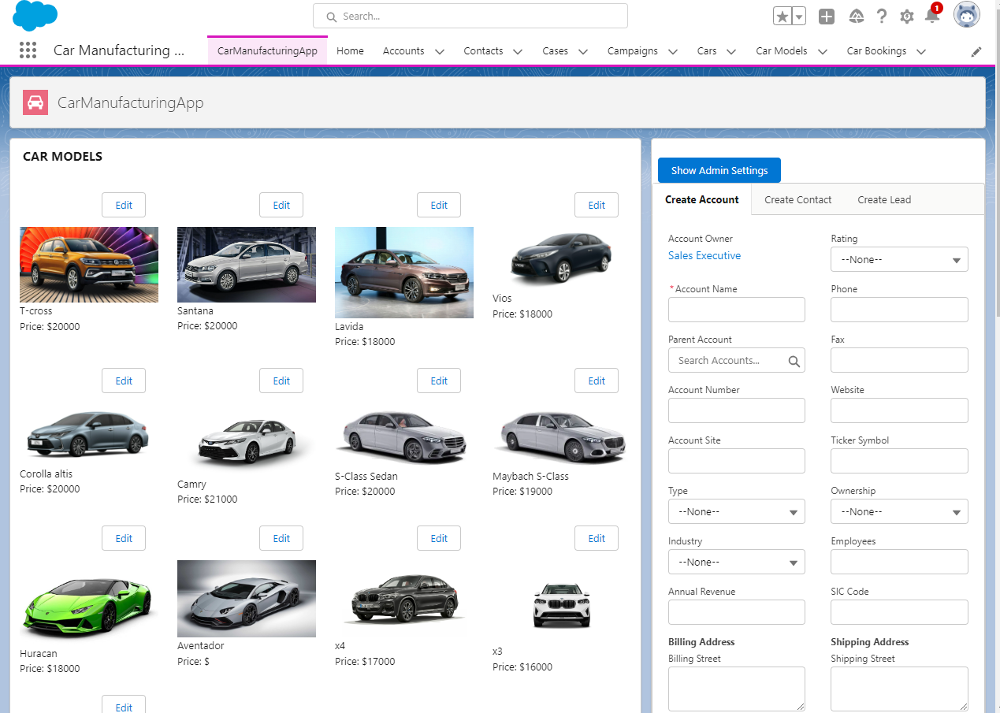 Search...
1
Car Manufacturing ...
CarManufacturingApp
Home
Accounts
Contacts
Cases
Campaigns
Cars
Car Models
Car Bookings
CarManufacturingApp
CAR MODELS
Edit
Edit
Edit
Edit
T-cross
Price: $20000
Santana
Price: $20000
Lavida
Price: $18000
Vios
Price: $18000
Edit
Edit
Edit
Edit
Corolla altis
Price: $20000
Camry
Price: $21000
S-Class Sedan
Price: $20000
Maybach S-Class
Price: $19000
Edit
Edit
Edit
Edit
Huracan
Price: $18000
Aventador
Price: $
x4
Price: $17000
x3
Price: $16000
Edit
Show Admin Settings
Create Account
Create Contact
Create Lead
Account Owner
Sales Executive
Rating
--None--
*Account Name
Phone
Parent Account
Search Accounts...
Fax
Account Number
Website
Account Site
Ticker Symbol
Type
--None--
Ownership
--None--
Industry
--None--
Employees
Annual Revenue
SIC Code
Billing Address
Billing Street
Shipping Address
Shipping Street